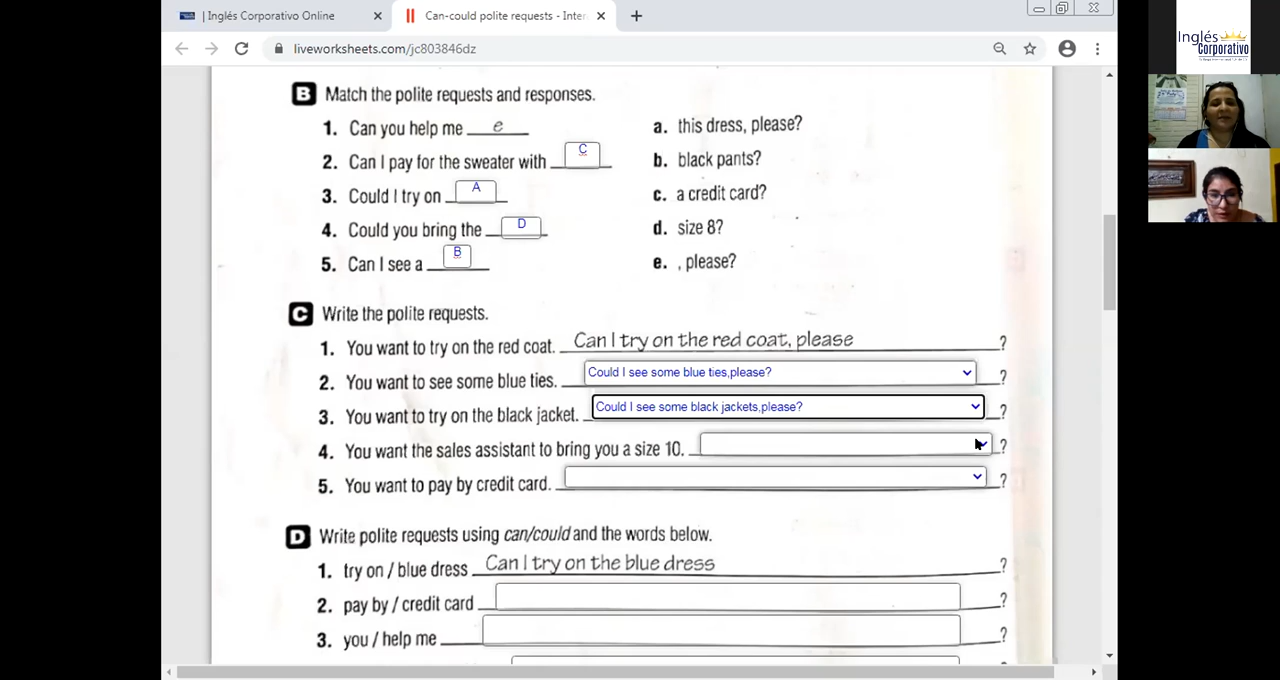 | Inglés Corporativo Online
Can-could polite requests - Inter
liveworksheets.com/jc803846dz
Inglés
Corporativo
B Match the polite requests and responses.
1. Can you help me e
a. this dress, please?
2. Can I pay for the sweater with C
b. black pants?
3. Could I try on A
c. a credit card?
4. Could you bring the D
d. size 8?
5. Can I see a B
e. , please?
C Write the polite requests.
1. You want to try on the red coat. Can I try on the red coat, please ?
2. You want to see some blue ties. Could I see some blue ties,please? ?
3. You want to try on the black jacket. Could I see some black jackets,please? ?
4. You want the sales assistant to bring you a size 10. ?
5. You want to pay by credit card. ?
D Write polite requests using can/could and the words below.
1. try on / blue dress Can I try on the blue dress ?
2. pay by / credit card ?
3. you / help me ?